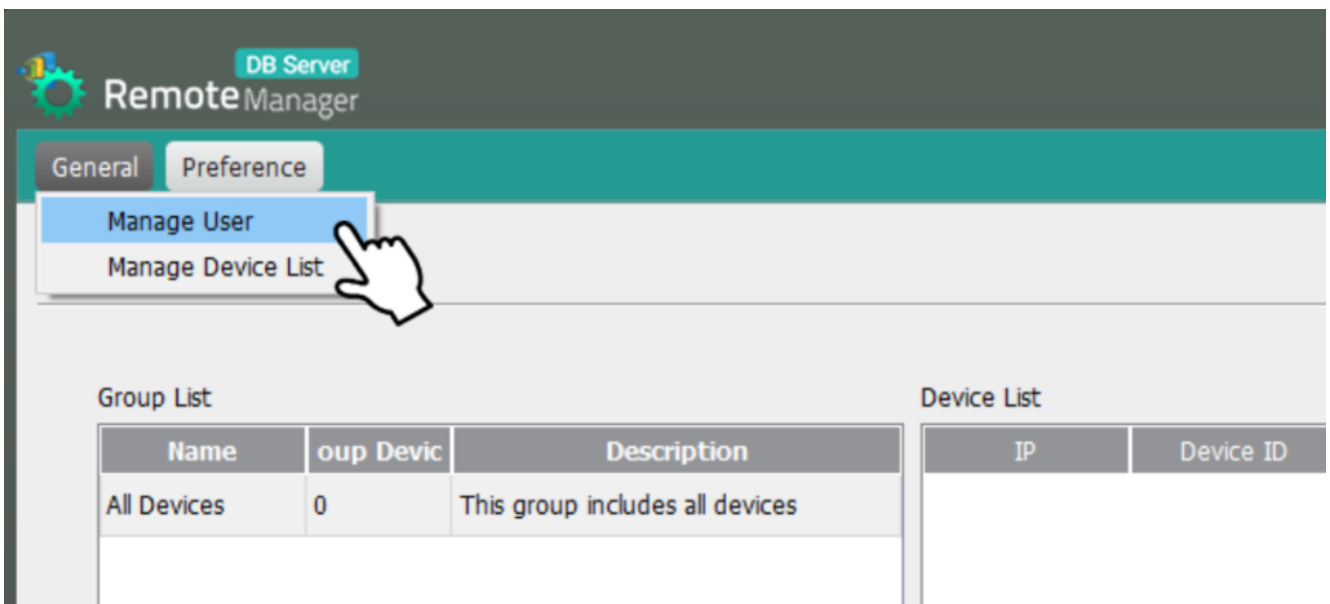 DB Server
Remote Manager
General Preference
Manage User
Manage Device List
Group List
Name oup Devic Description
All Devices 0 This group includes all devices
Device List
IP Device ID